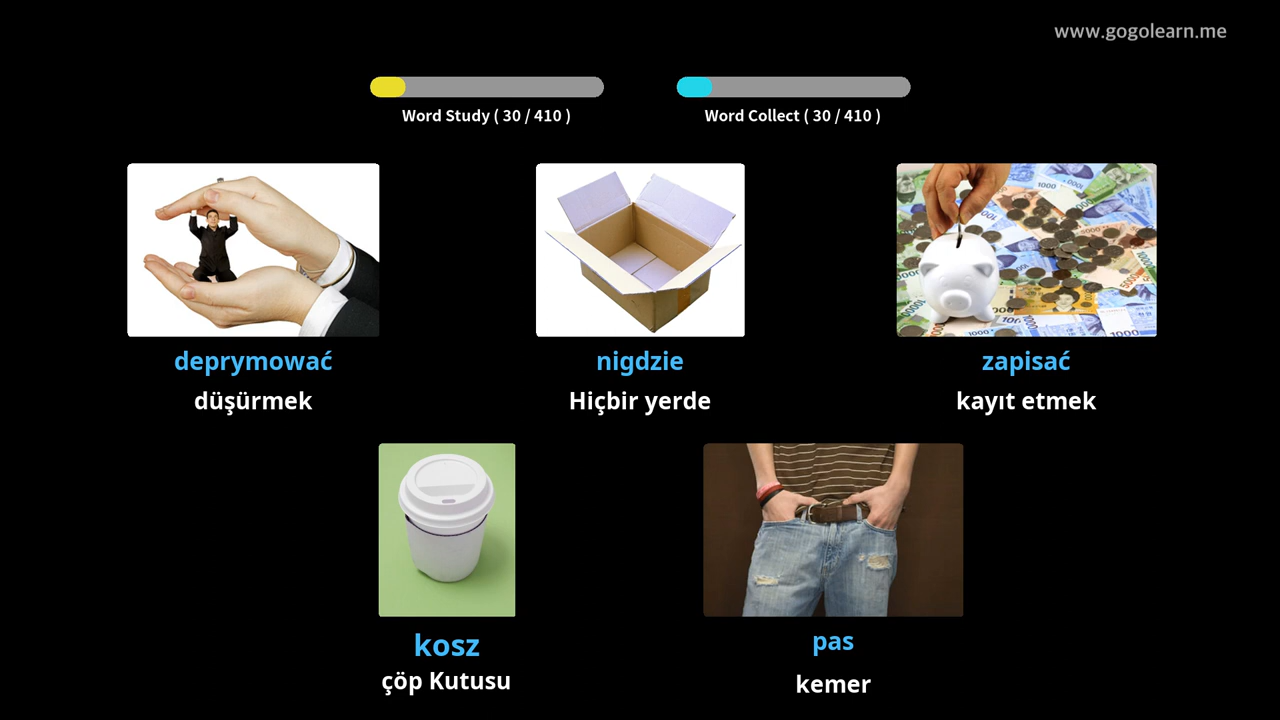 www.gogolearn.me
Word Study ( 30 / 410 )
Word Collect ( 30 / 410 )
deprymować
düşürmek
nigdzie
Hiçbir yerde
zapisać
kayıt etmek
kosz
çöp Kutusu
pas
kemer